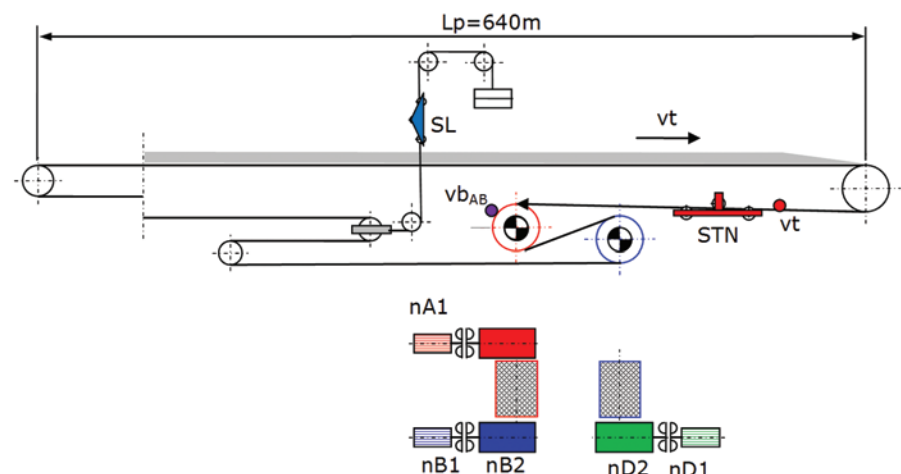 Lp=640m
SL
vt
vbAB
STN
vt
nA1
nB1
nB2
nD2
nD1